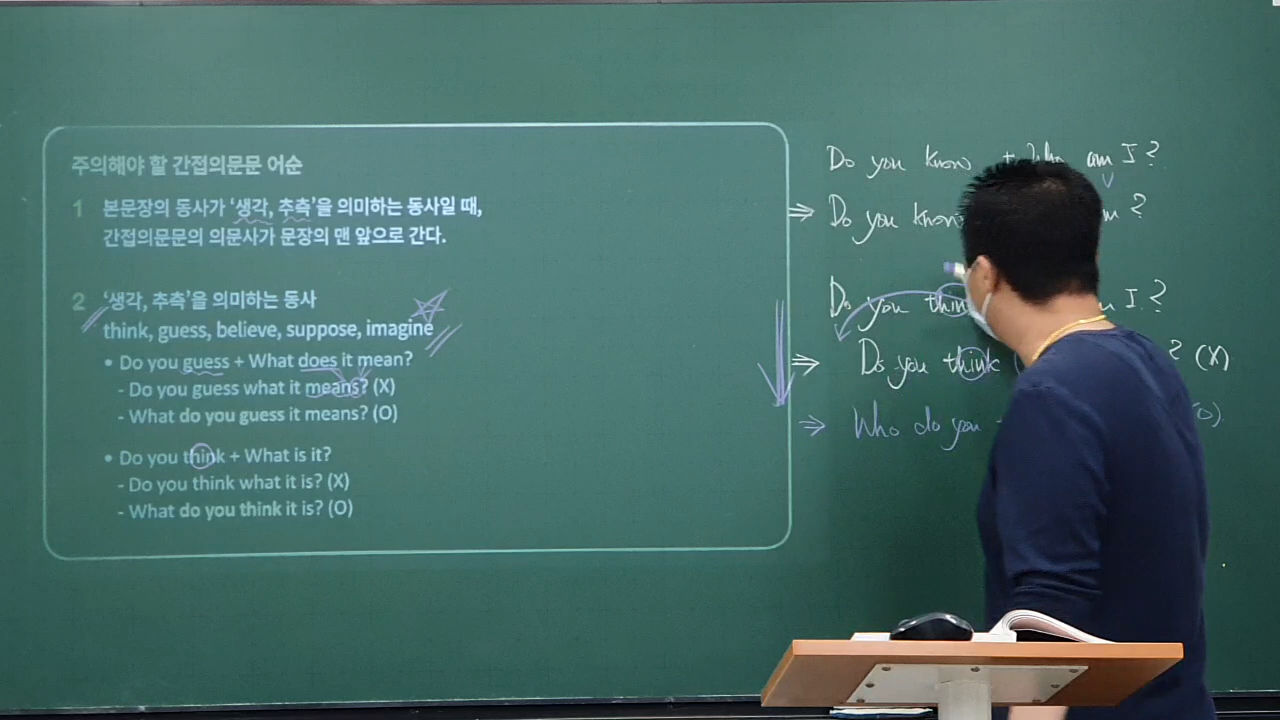 주의해야 할 간접의문문 어순
1 본문장의 동사가 ‘생각, 추측’을 의미하는 동사일 때,
간접의문문의 의문사가 문장의 맨 앞으로 간다.
2 ‘생각, 추측’을 의미하는 동사
think, guess, believe, suppose, imagine
• Do you guess + What does it mean?
- Do you guess what it means? (X)
- What do you guess it means? (O)
• Do you think + What is it?
- Do you think what it is? (X)
- What do you think it is? (O)
Do you know + Who am I?
⇒ Do you know ?
Do you think I?
⇒ Do you think ? (X)
⇒ Who do you (O)